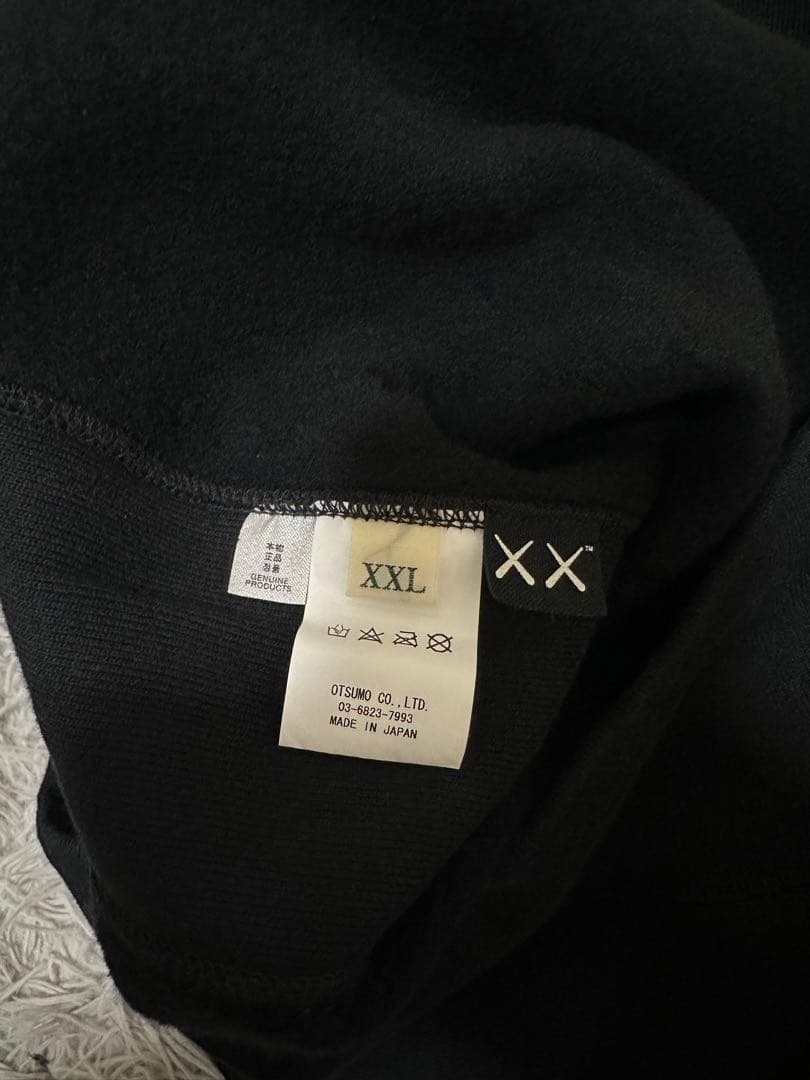 本物
正品
정품
GENUINE
PRODUCTS
XXL
XX™
OTSUMO CO.,LTD.
03-6823-7993
MADE IN JAPAN